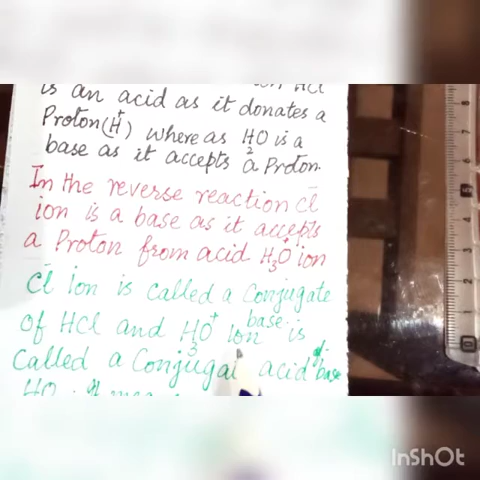 is an acid as it donates a
Proton (H⁺) where as H₂O is a
base as it accepts a Proton.
In the reverse reaction Cl⁻
ion is a base as it accepts
a Proton from acid H₃O⁺ ion
Cl⁻ ion is called a Conjugate
base
of HCl and H₃O⁺ ion is
called a Conjugat acid
InShOt